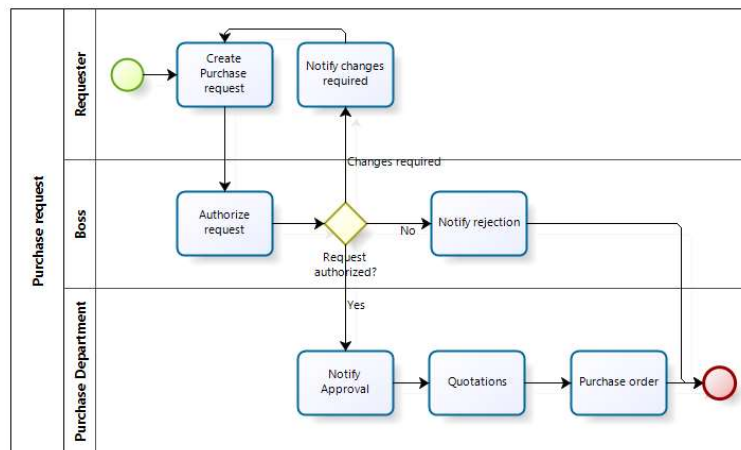 Purchase request
Requester
Create
Purchase
request
Notify changes
required
Changes required
Boss
Authorize
request
Request
authorized?
No
Notify rejection
Yes
Purchase Department
Notify
Approval
Quotations
Purchase order